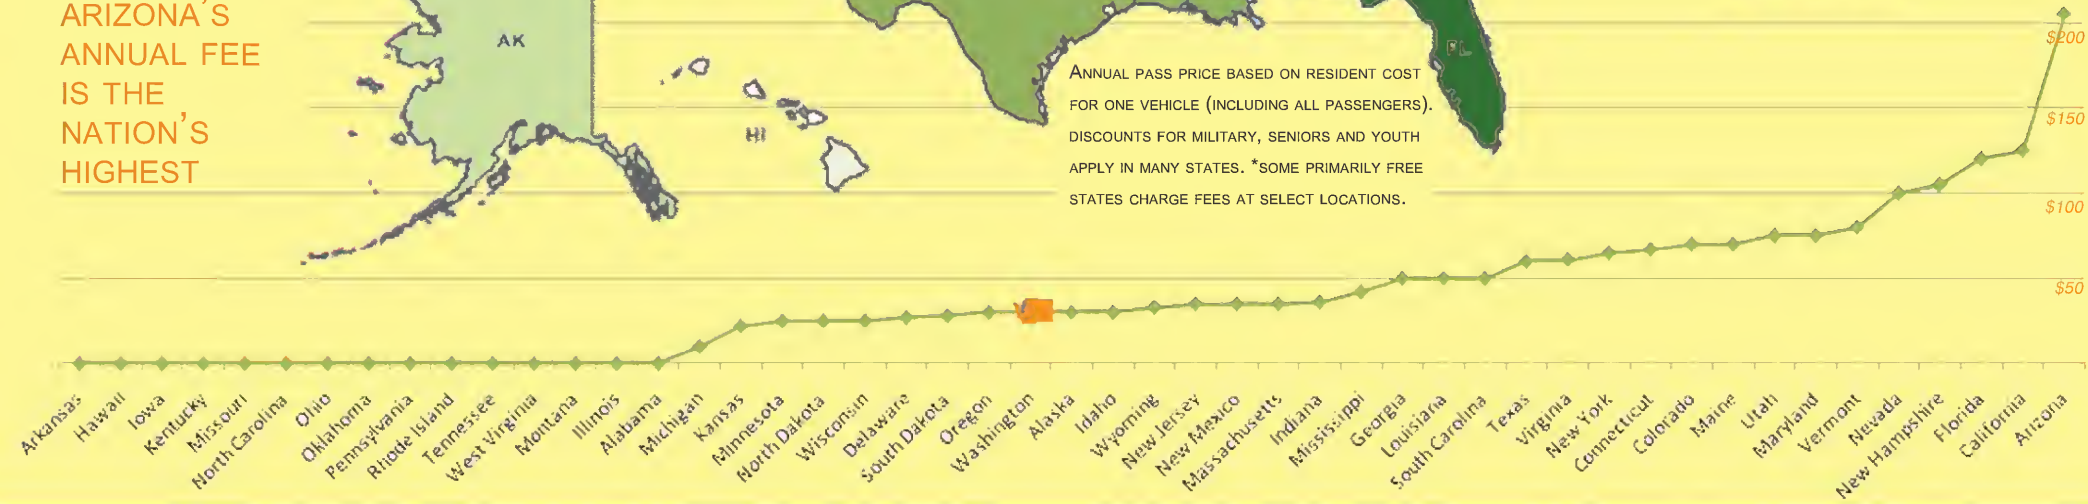 ARIZONA'S
ANNUAL FEE
IS THE
NATION'S
HIGHEST
AK
HI
FL
ANNUAL PASS PRICE BASED ON RESIDENT COST
FOR ONE VEHICLE (INCLUDING ALL PASSENGERS).
DISCOUNTS FOR MILITARY, SENIORS AND YOUTH
APPLY IN MANY STATES. *SOME PRIMARILY FREE
STATES CHARGE FEES AT SELECT LOCATIONS.
$200
$150
$100
$50
Arkansas
Hawaii
Iowa
Kentucky
Missouri
North Carolina
Ohio
Oklahoma
Pennsylvania
Rhode Island
Tennessee
West Virginia
Montana
Illinois
Alabama
Michigan
Kansas
Minnesota
North Dakota
Wisconsin
Delaware
South Dakota
Oregon
Washington
Alaska
Idaho
Wyoming
New Jersey
New Mexico
Massachusetts
Indiana
Mississippi
Georgia
Louisiana
South Carolina
Texas
Virginia
New York
Connecticut
Colorado
Maine
Utah
Maryland
Vermont
Nevada
New Hampshire
Florida
California
Arizona